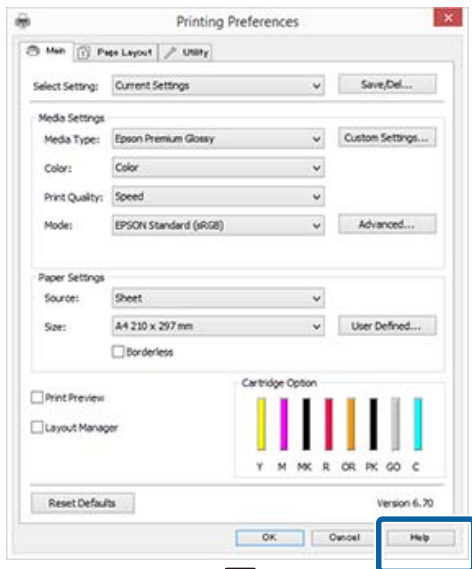 Printing Preferences
Main Page Layout Utility
Select Setting: Current Settings Save/Del...
Media Settings
Media Type: Epson Premium Glossy Custom Settings...
Color: Color
Print Quality: Speed
Mode: EPSON Standard (sRGB) Advanced...
Paper Settings
Source: Sheet
Size: A4 210 x 297 mm User Defined...
Borderless
Cartridge Option
Print Preview
Layout Manager
Y M MK R OR PK GO C
Reset Defaults Version 6.70
OK Cancel Help